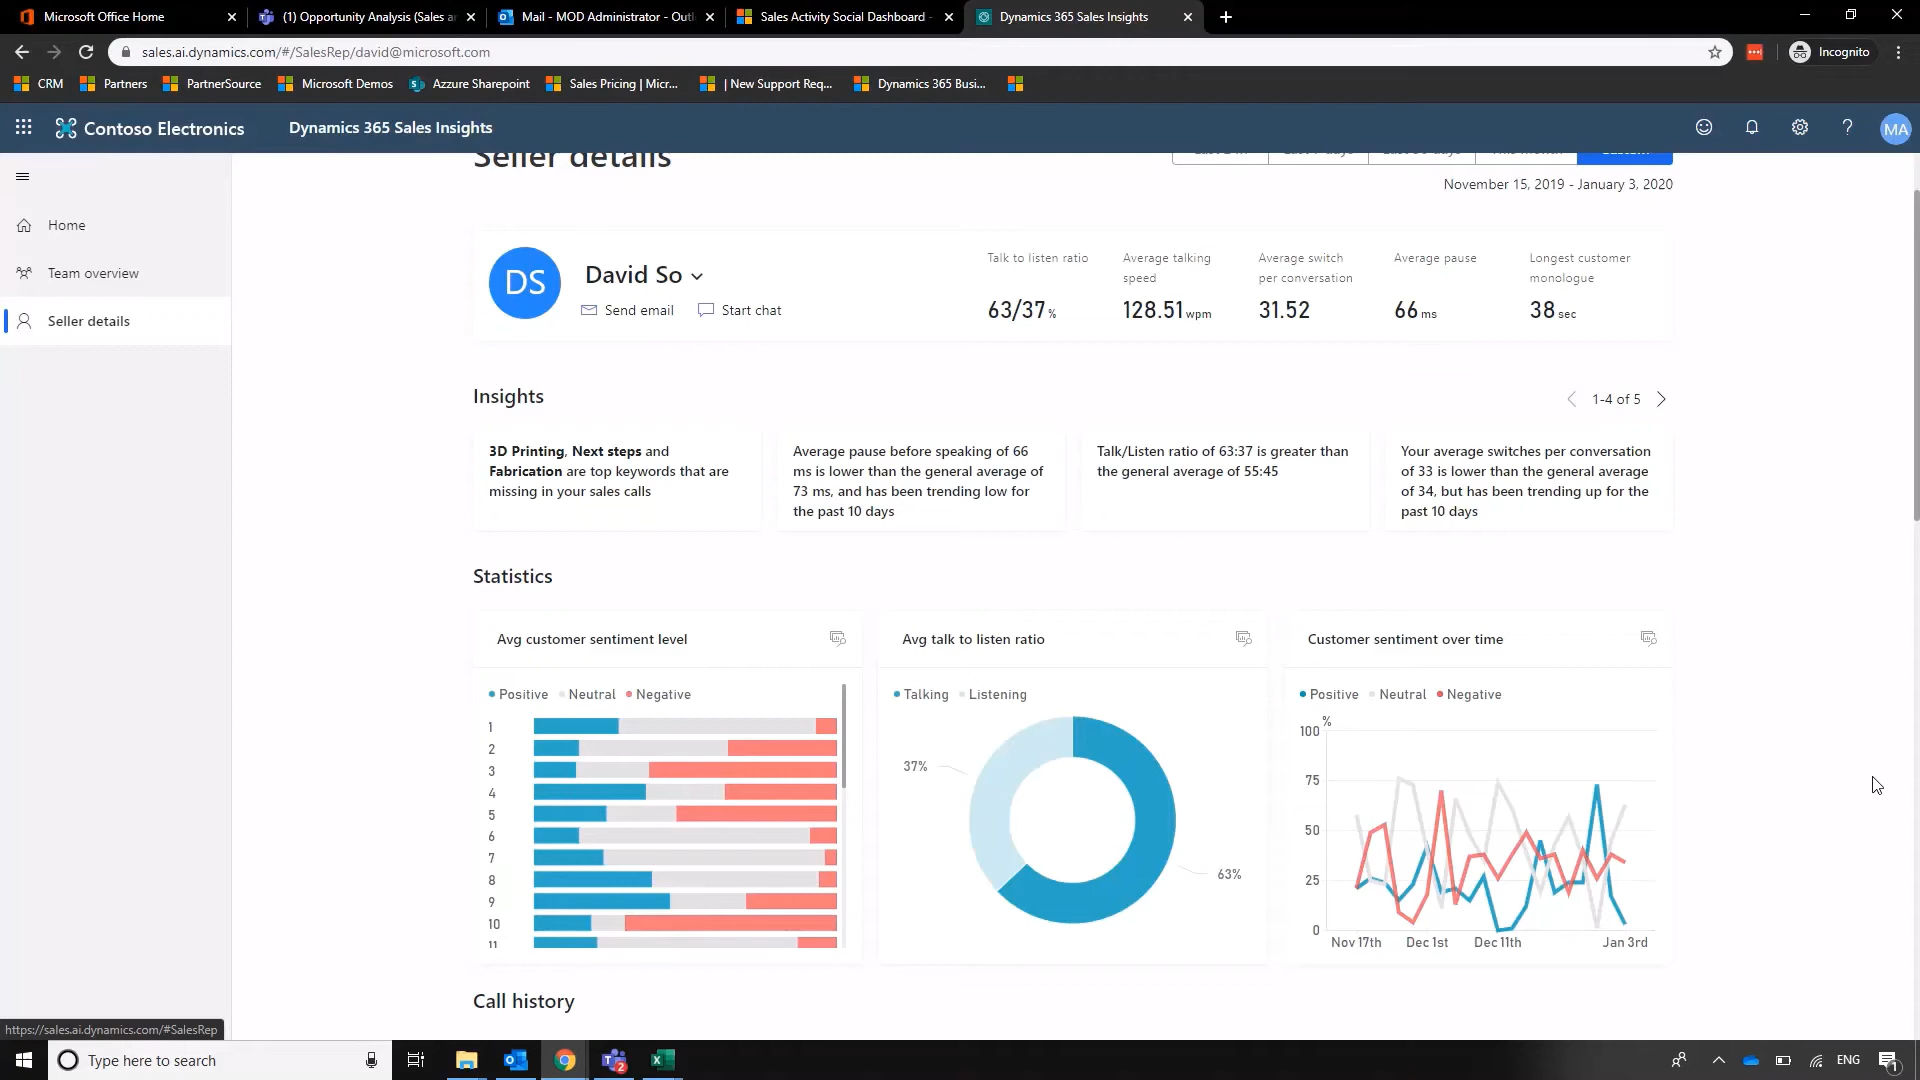 Microsoft Office Home
(1) Opportunity Analysis (Sales ar
Mail - MOD Administrator - Outl
Sales Activity Social Dashboard -
Dynamics 365 Sales Insights
sales.ai.dynamics.com/#/SalesRep/david@microsoft.com
Incognito
CRM
Partners
PartnerSource
Microsoft Demos
Azzure Sharepoint
Sales Pricing | Micr...
| New Support Req...
Dynamics 365 Busi...
Contoso Electronics
Dynamics 365 Sales Insights
MA
Seller details
November 15, 2019 - January 3, 2020
Home
Team overview
Seller details
DS
David So
Send email
Start chat
Talk to listen ratio
63/37 %
Average talking
speed
128.51 wpm
Average switch
per conversation
31.52
Average pause
66 ms
Longest customer
monologue
38 sec
Insights
1-4 of 5
3D Printing, Next steps and
Fabrication are top keywords that are
missing in your sales calls
Average pause before speaking of 66
ms is lower than the general average of
73 ms, and has been trending low for
the past 10 days
Talk/Listen ratio of 63:37 is greater than
the general average of 55:45
Your average switches per conversation
of 33 is lower than the general average
of 34, but has been trending up for the
past 10 days
Statistics
Avg customer sentiment level
Positive Neutral Negative
1
2
3
4
5
6
7
8
9
10
11
Avg talk to listen ratio
Talking Listening
37%
63%
Customer sentiment over time
Positive Neutral Negative
%
100
75
50
25
0
Nov 17th Dec 1st Dec 11th Jan 3rd
Call history
https://sales.ai.dynamics.com/#SalesRep
Type here to search
2
ENG
1